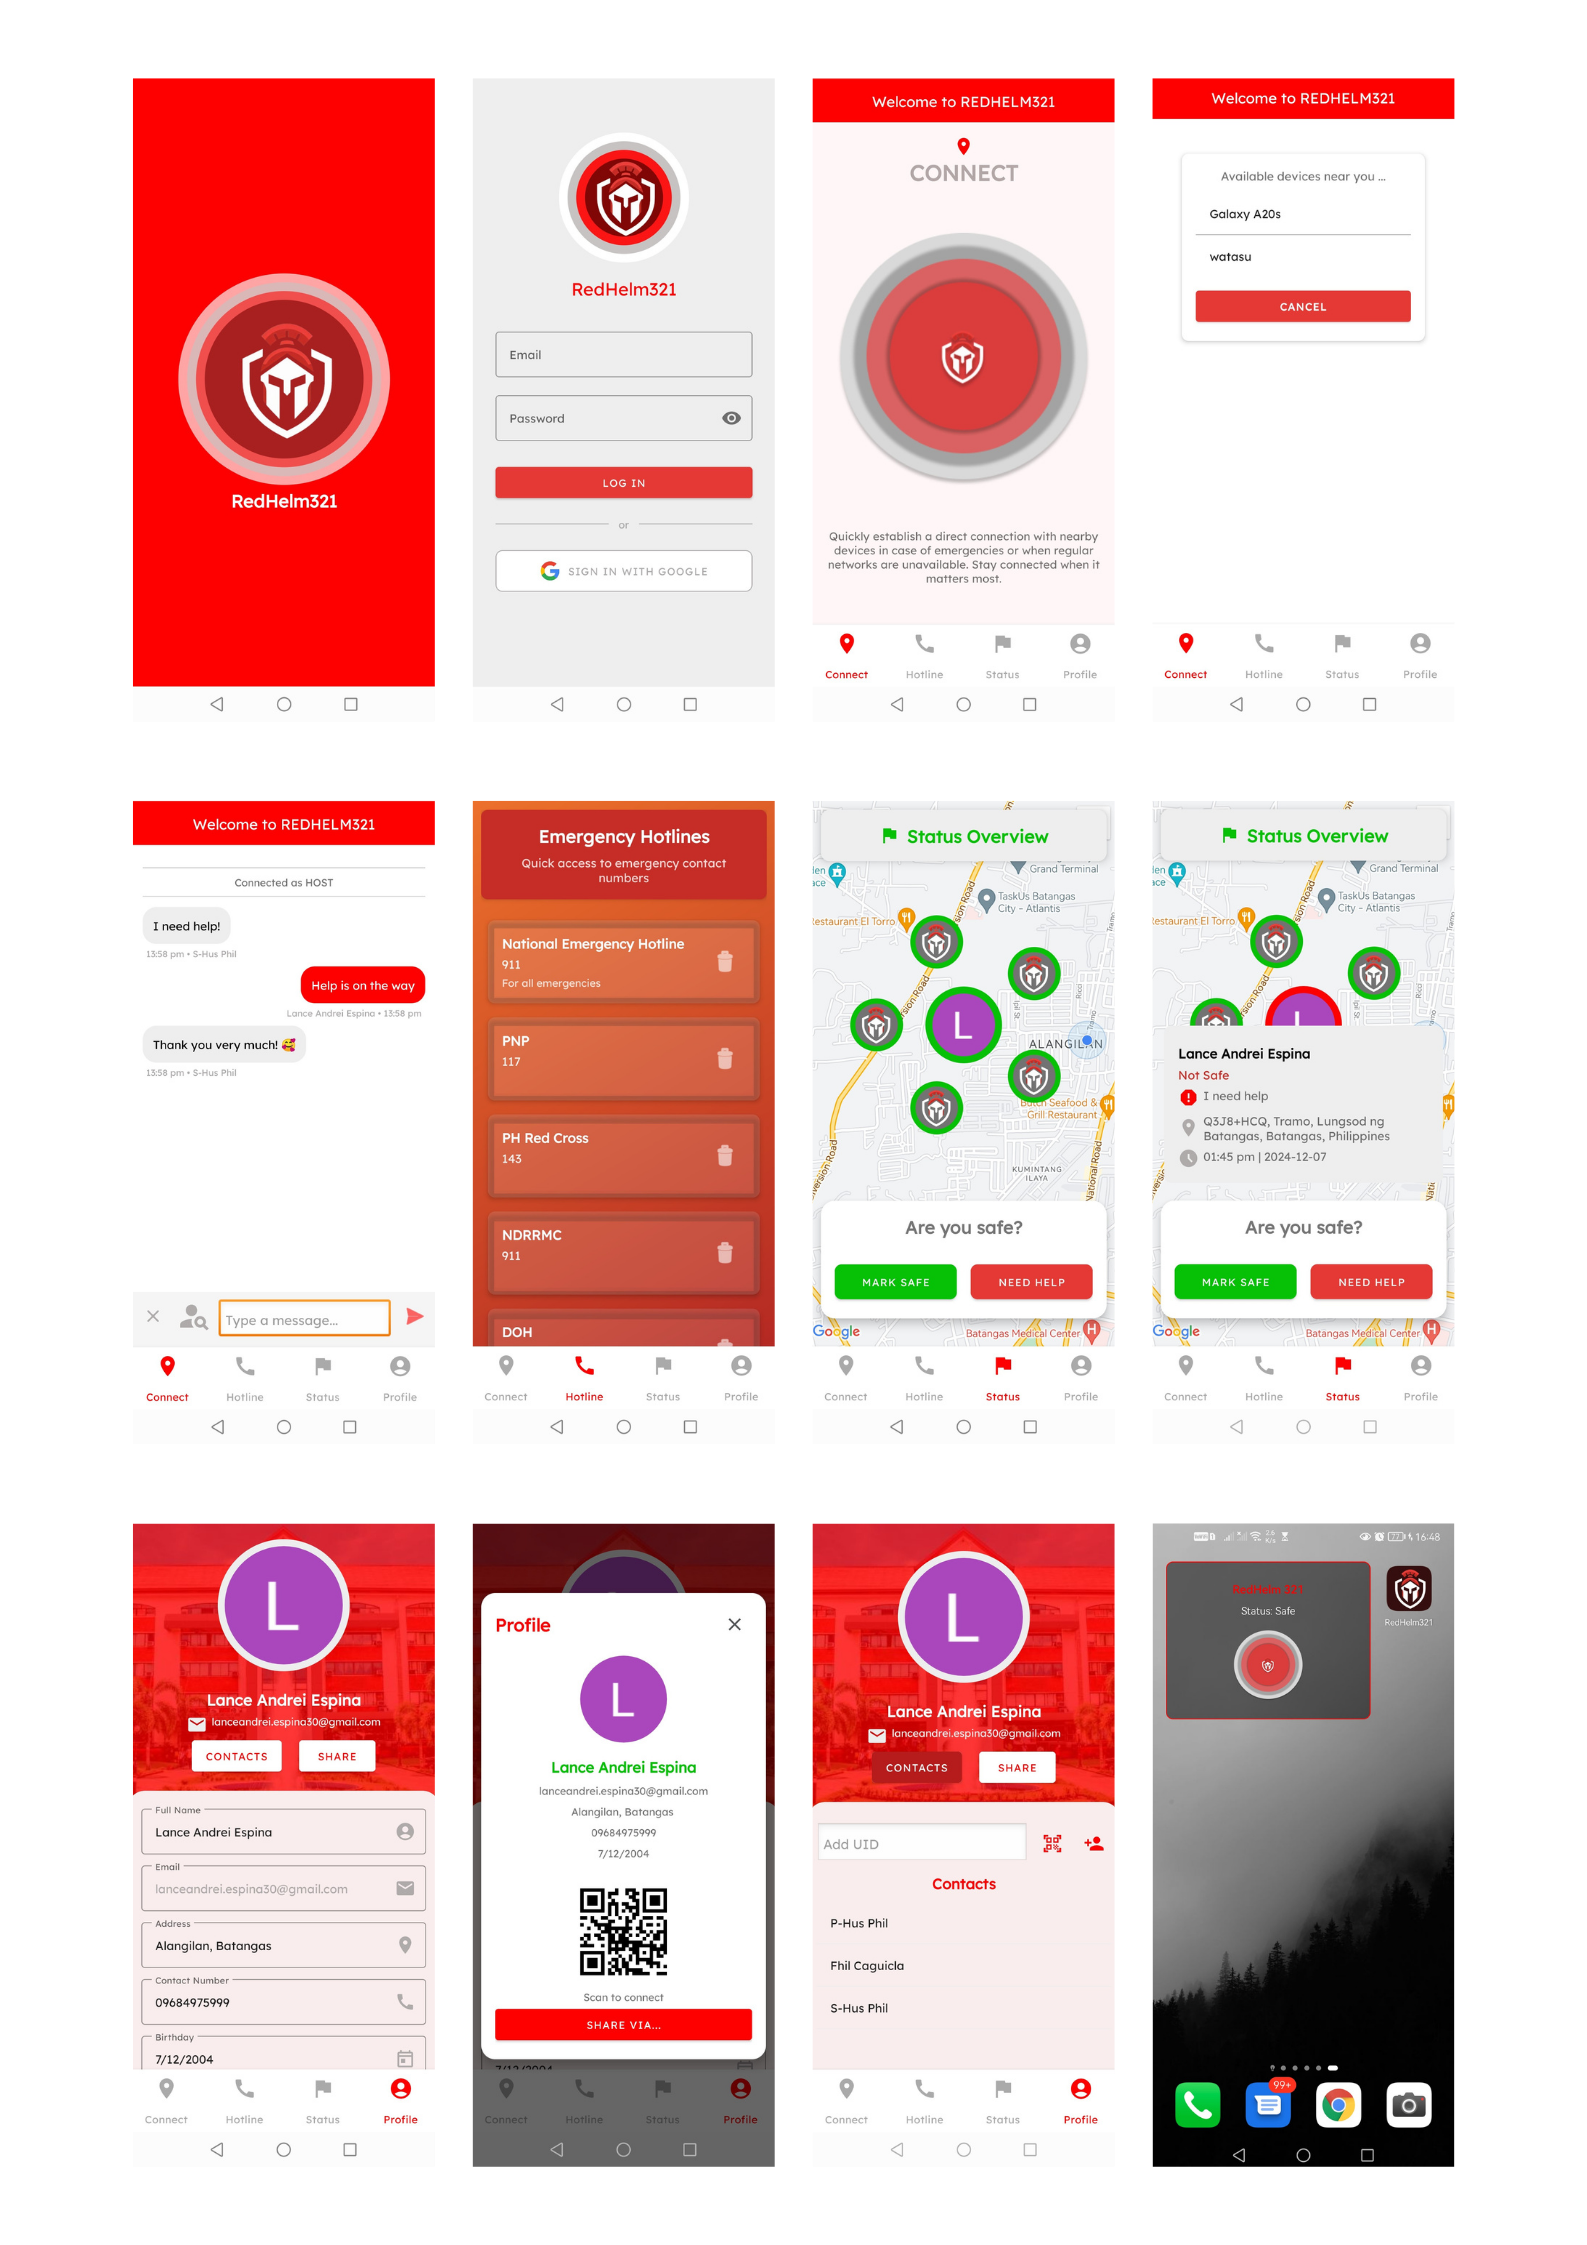 RedHelm321
RedHelm321
Email
Password
LOG IN
or
SIGN IN WITH GOOGLE
Welcome to REDHELM321
CONNECT
Quickly establish a direct connection with nearby
devices in case of emergencies or when regular
networks are unavailable. Stay connected when it
matters most.
Connect
Hotline
Status
Profile
Welcome to REDHELM321
Available devices near you ...
Galaxy A20s
watasu
CANCEL
Connect
Hotline
Status
Profile
Welcome to REDHELM321
Connected as HOST
I need help!
13:58 pm • S-Hus Phil
Help is on the way
Lance Andrei Espina • 13:58 pm
Thank you very much! 🥰
13:58 pm • S-Hus Phil
Type a message...
Connect
Hotline
Status
Profile
Emergency Hotlines
Quick access to emergency contact
numbers
National Emergency Hotline
911
For all emergencies
PNP
117
PH Red Cross
143
NDRRMC
911
DOH
Connect
Hotline
Status
Profile
Status Overview
Grand Terminal
TaskUs Batangas
City - Atlantis
Restaurant El Torro
version Road
L
ALANGILAN
Butch Seafood &
Grill Restaurant
KUMINTANG
ILAYA
National Road
Are you safe?
MARK SAFE
NEED HELP
Google
Batangas Medical Center
H
Connect
Hotline
Status
Profile
Status Overview
Grand Terminal
TaskUs Batangas
City - Atlantis
Restaurant El Torro
L
Lance Andrei Espina
Not Safe
I need help
Q3J8+HCQ, Tramo, Lungsod ng
Batangas, Batangas, Philippines
01:45 pm | 2024-12-07
Are you safe?
MARK SAFE
NEED HELP
Google
Batangas Medical Center
H
Connect
Hotline
Status
Profile
L
Lance Andrei Espina
lanceandrei.espina30@gmail.com
CONTACTS
SHARE
Full Name
Lance Andrei Espina
Email
lanceandrei.espina30@gmail.com
Address
Alangilan, Batangas
Contact Number
09684975999
Birthday
7/12/2004
Connect
Hotline
Status
Profile
Profile
L
Lance Andrei Espina
lanceandrei.espina30@gmail.com
Alangilan, Batangas
09684975999
7/12/2004
Scan to connect
SHARE VIA...
7/12/2004
Connect
Hotline
Status
Profile
L
Lance Andrei Espina
lanceandrei.espina30@gmail.com
CONTACTS
SHARE
Add UID
Contacts
P-Hus Phil
Fhil Caguicla
S-Hus Phil
Connect
Hotline
Status
Profile
77
16:48
RedHelm 321
Status: Safe
RedHelm321
99+